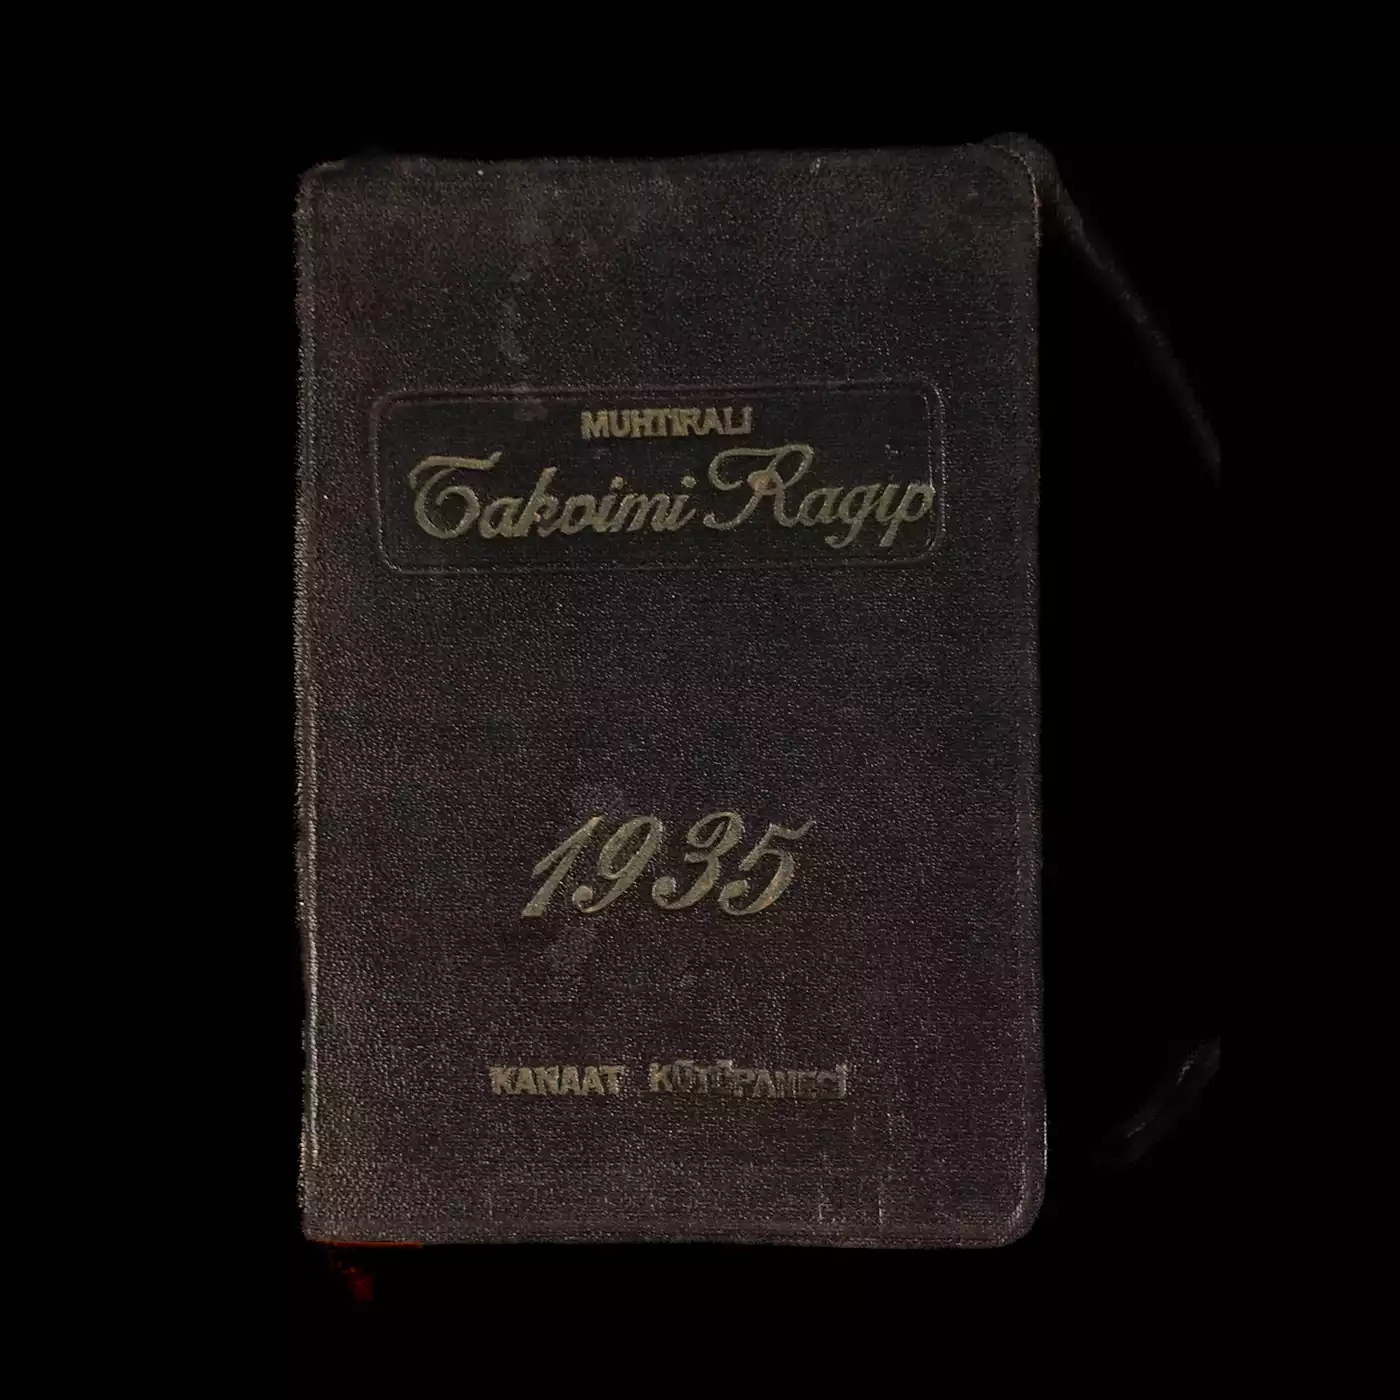 MUHTIRALI
Takvimi Ragıp
1935
KANAAT KÜTÜPANESİ